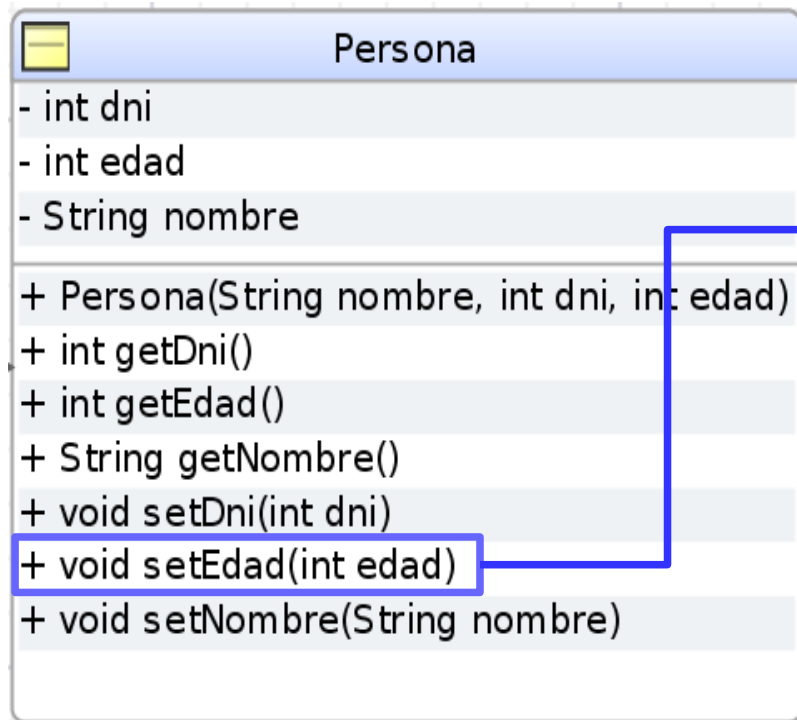 Persona
- int dni
- int edad
- String nombre
+ Persona(String nombre, int dni, int edad)
+ int getDni()
+ int getEdad()
+ String getNombre()
+ void setDni(int dni)
+ void setEdad(int edad)
+ void setNombre(String nombre)